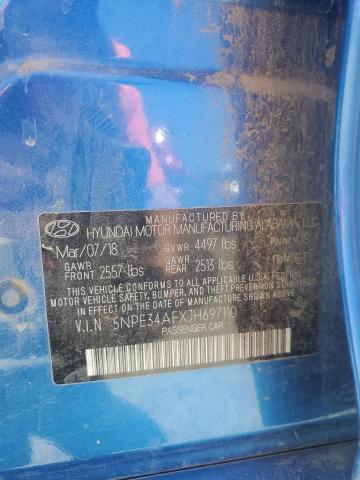 MANUFACTURED BY
HYUNDAI MOTOR MANUFACTURING ALABAMA, LLC
Mar/07/18 GVWR 4497 lbs PAINT
GAWR FRONT 2557 lbs GAWR REAR 2513 lbs
THIS VEHICLE CONFORMS TO ALL APPLICABLE FEDERAL
MOTOR VEHICLE SAFETY, BUMPER, AND THEFT PREVENTION STANDARDS
IN EFFECT ON THE DATE OF MANUFACTURE SHOWN ABOVE.
V.I.N 5NPE34AFXJH697110
PASSENGER CAR